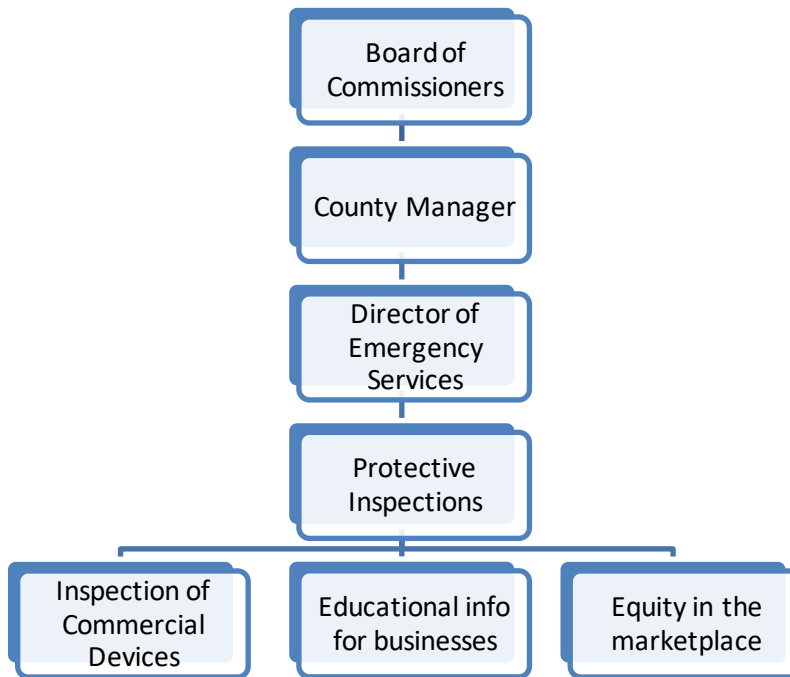 Board of
Commissioners
County Manager
Director of
Emergency
Services
Protective
Inspections
Inspection of
Commercial
Devices
Educational info
for businesses
Equity in the
marketplace